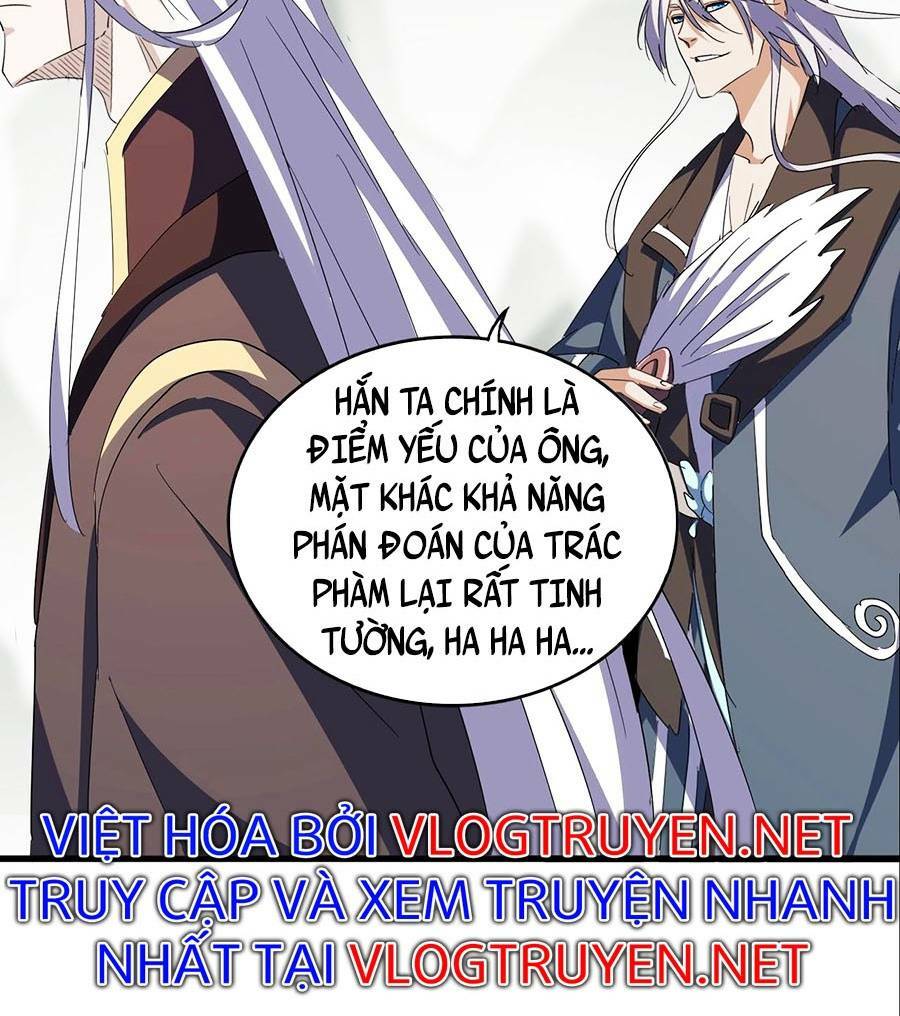 HẮN TA CHÍNH LÀ
ĐIỂM YẾU CỦA ÔNG,
MẶT KHÁC KHẢ NĂNG
PHÁN ĐOÁN CỦA TRÁC
PHÀM LẠI RẤT TINH
TƯỜNG, HA HA HA...
VIỆT HÓA BỞI VLOGTRUYEN.NET
TRUY CẬP VÀ XEM TRUYỆN NHANH
NHẤT TẠI VLOGTRUYEN.NET